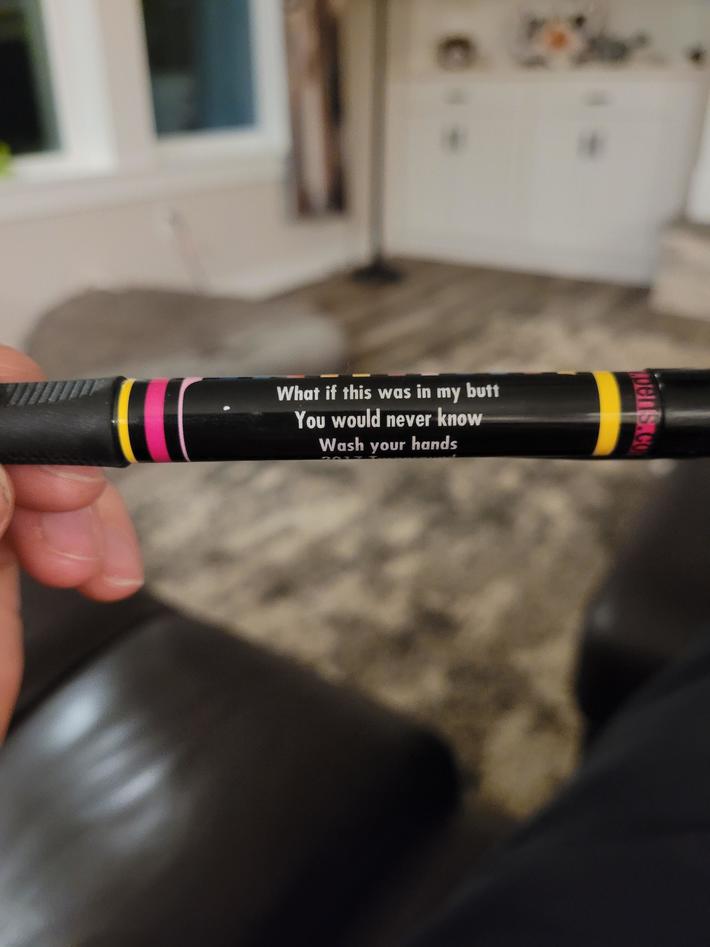 What if this was in my butt
You would never know
Wash your hands